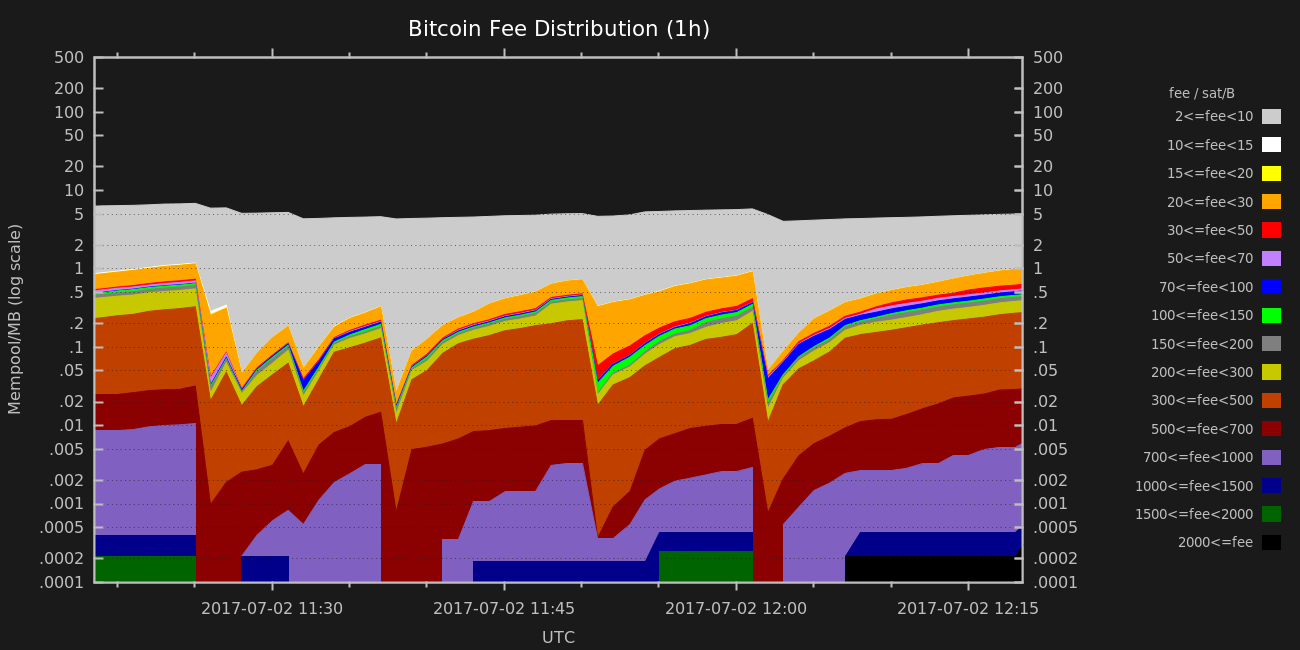 Bitcoin Fee Distribution (1h)
Mempool/MB (log scale)
500
200
100
50
20
10
5
2
1
.5
.2
.1
.05
.02
.01
.005
.002
.001
.0005
.0002
.0001
500
200
100
50
20
10
5
2
1
.5
.2
.1
.05
.02
.01
.005
.002
.001
.0005
.0002
.0001
2017-07-02 11:30
2017-07-02 11:45
2017-07-02 12:00
2017-07-02 12:15
UTC
fee / sat/B
2<=fee<10
10<=fee<15
15<=fee<20
20<=fee<30
30<=fee<50
50<=fee<70
70<=fee<100
100<=fee<150
150<=fee<200
200<=fee<300
300<=fee<500
500<=fee<700
700<=fee<1000
1000<=fee<1500
1500<=fee<2000
2000<=fee